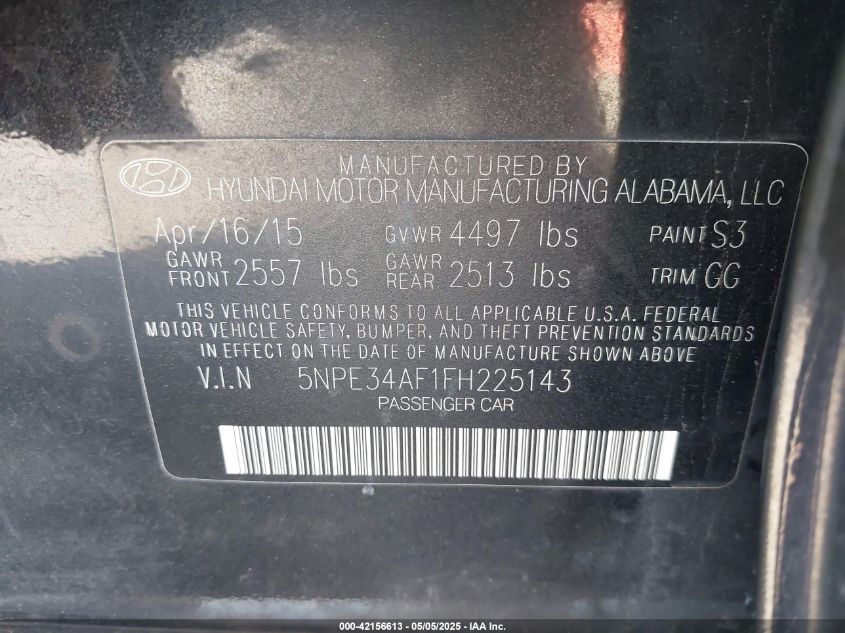 MANUFACTURED BY
HYUNDAI MOTOR MANUFACTURING ALABAMA, LLC
Apr/16/15 GVWR 4497 lbs PAINT S3
GAWR FRONT 2557 lbs GAWR REAR 2513 lbs TRIM GG
THIS VEHICLE CONFORMS TO ALL APPLICABLE U.S.A. FEDERAL
MOTOR VEHICLE SAFETY, BUMPER, AND THEFT PREVENTION STANDARDS
IN EFFECT ON THE DATE OF MANUFACTURE SHOWN ABOVE
V.I.N 5NPE34AF1FH225143
PASSENGER CAR
000-42156613 - 05/05/2025 - IAA Inc.